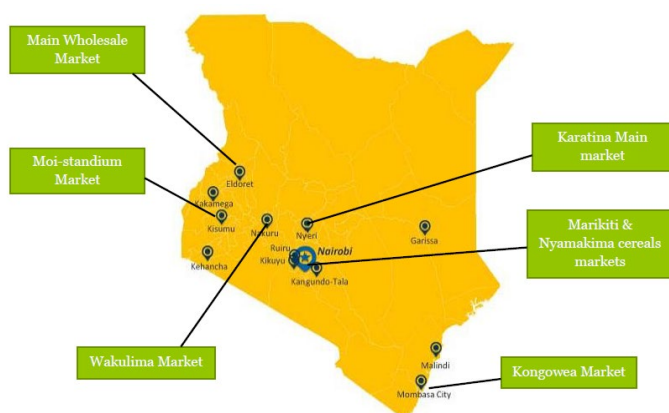 Main Wholesale
Market
Moi-standium
Market
Karatina Main
market
Marikiti &
Nyamakima cereals
markets
Wakulima Market
Kongowea Market
Eldoret
Kakamega
Kisumu
Nakuru
Nyeri
Garissa
Ruiru
Nairobi
Kikuyu
Kehancha
Kangundo-Tala
Malindi
Mombasa City